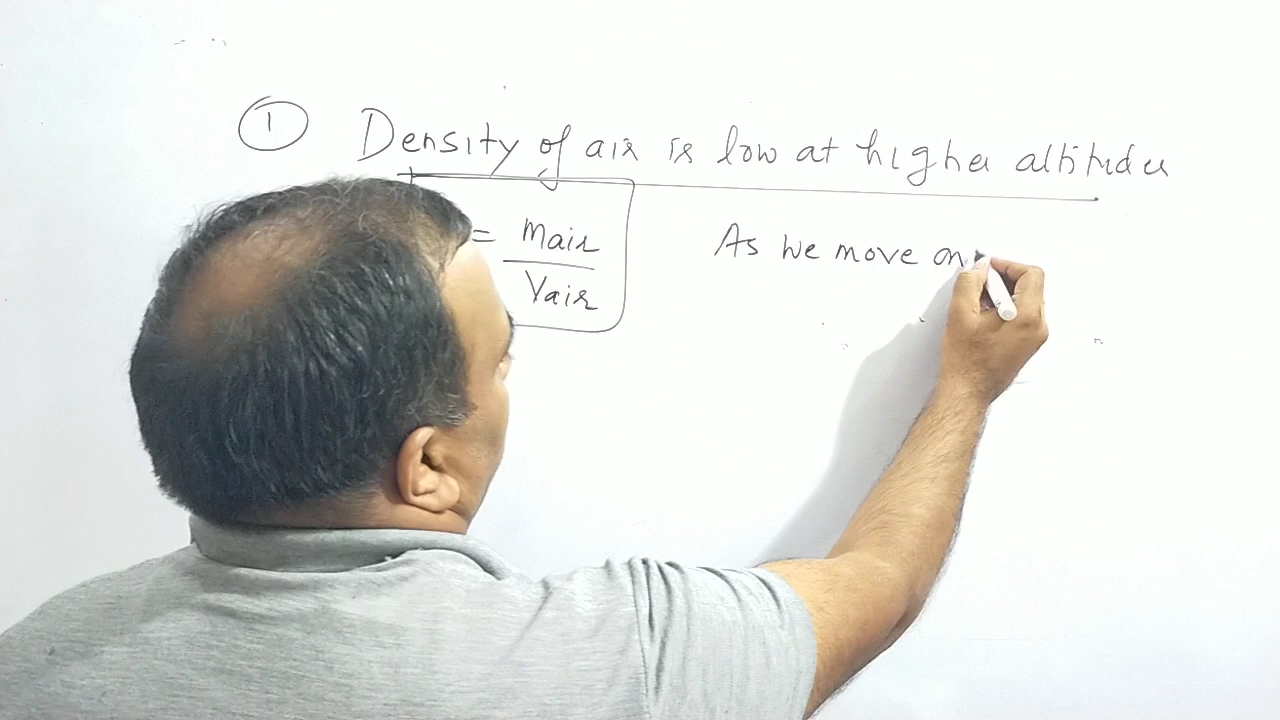 1 Density of air is low at higher altitudes
= mair
Vair
As we move on